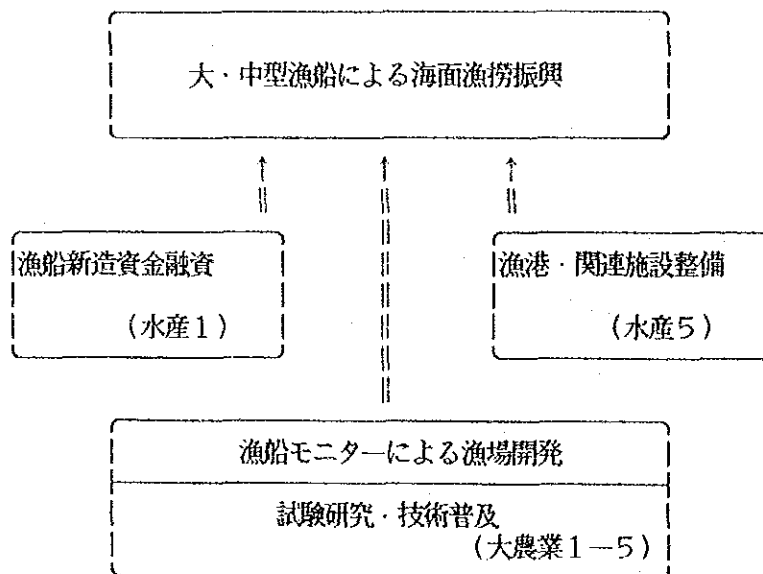 大・中型漁船による海面漁撈振興
漁船新造資金融資
(水産1)
漁港・関連施設整備
(水産5)
漁船モニターによる漁場開発
試験研究・技術普及
(大農業1-5)